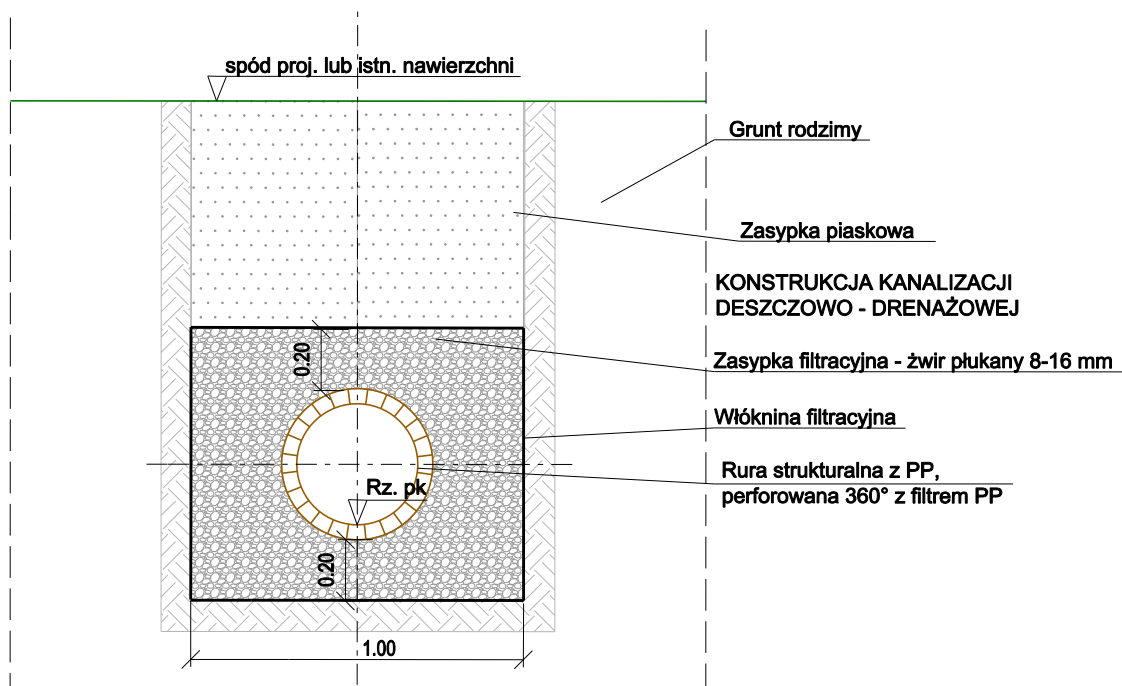 spód proj. lub istn. nawierzchni
Grunt rodzimy
Zasypka piaskowa
KONSTRUKCJA KANALIZACJI
DESZCZOWO - DRENAŻOWEJ
0.20
Zasypka filtracyjna - żwir płukany 8-16 mm
Włóknina filtracyjna
Rura strukturalna z PP,
perforowana 360° z filtrem PP
Rz. pk
0.20
1.00